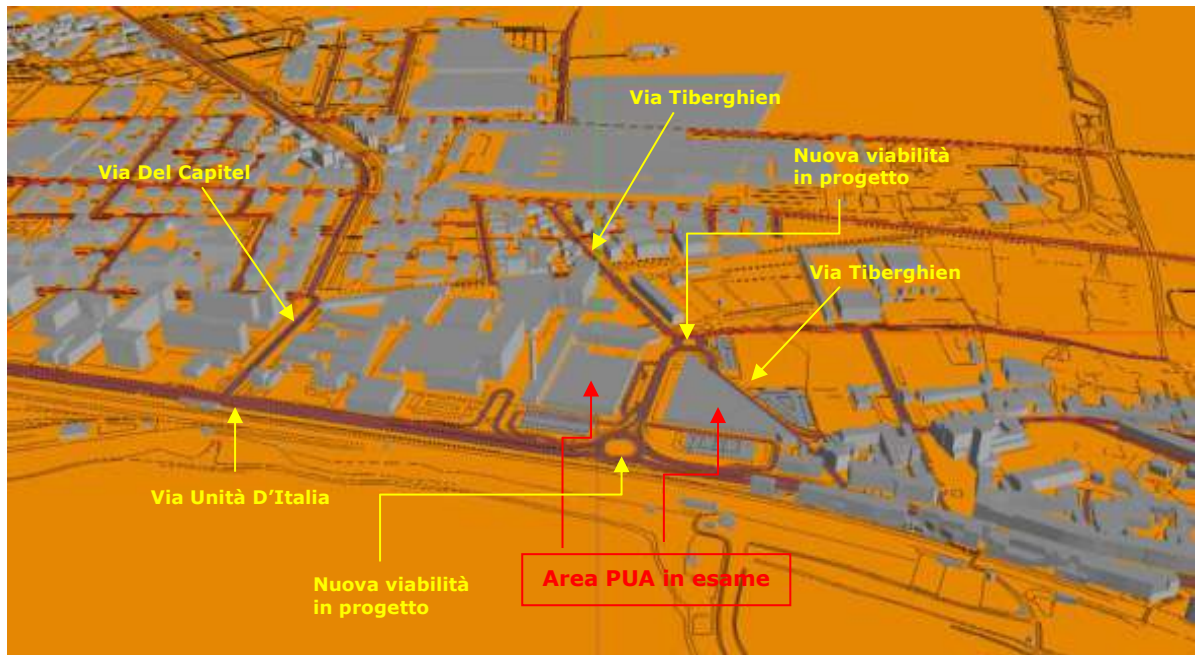 Via Tiberghien
Nuova viabilità
in progetto
Via Del Capitel
Via Tiberghien
Via Unità D’Italia
Area PUA in esame
Nuova viabilità
in progetto